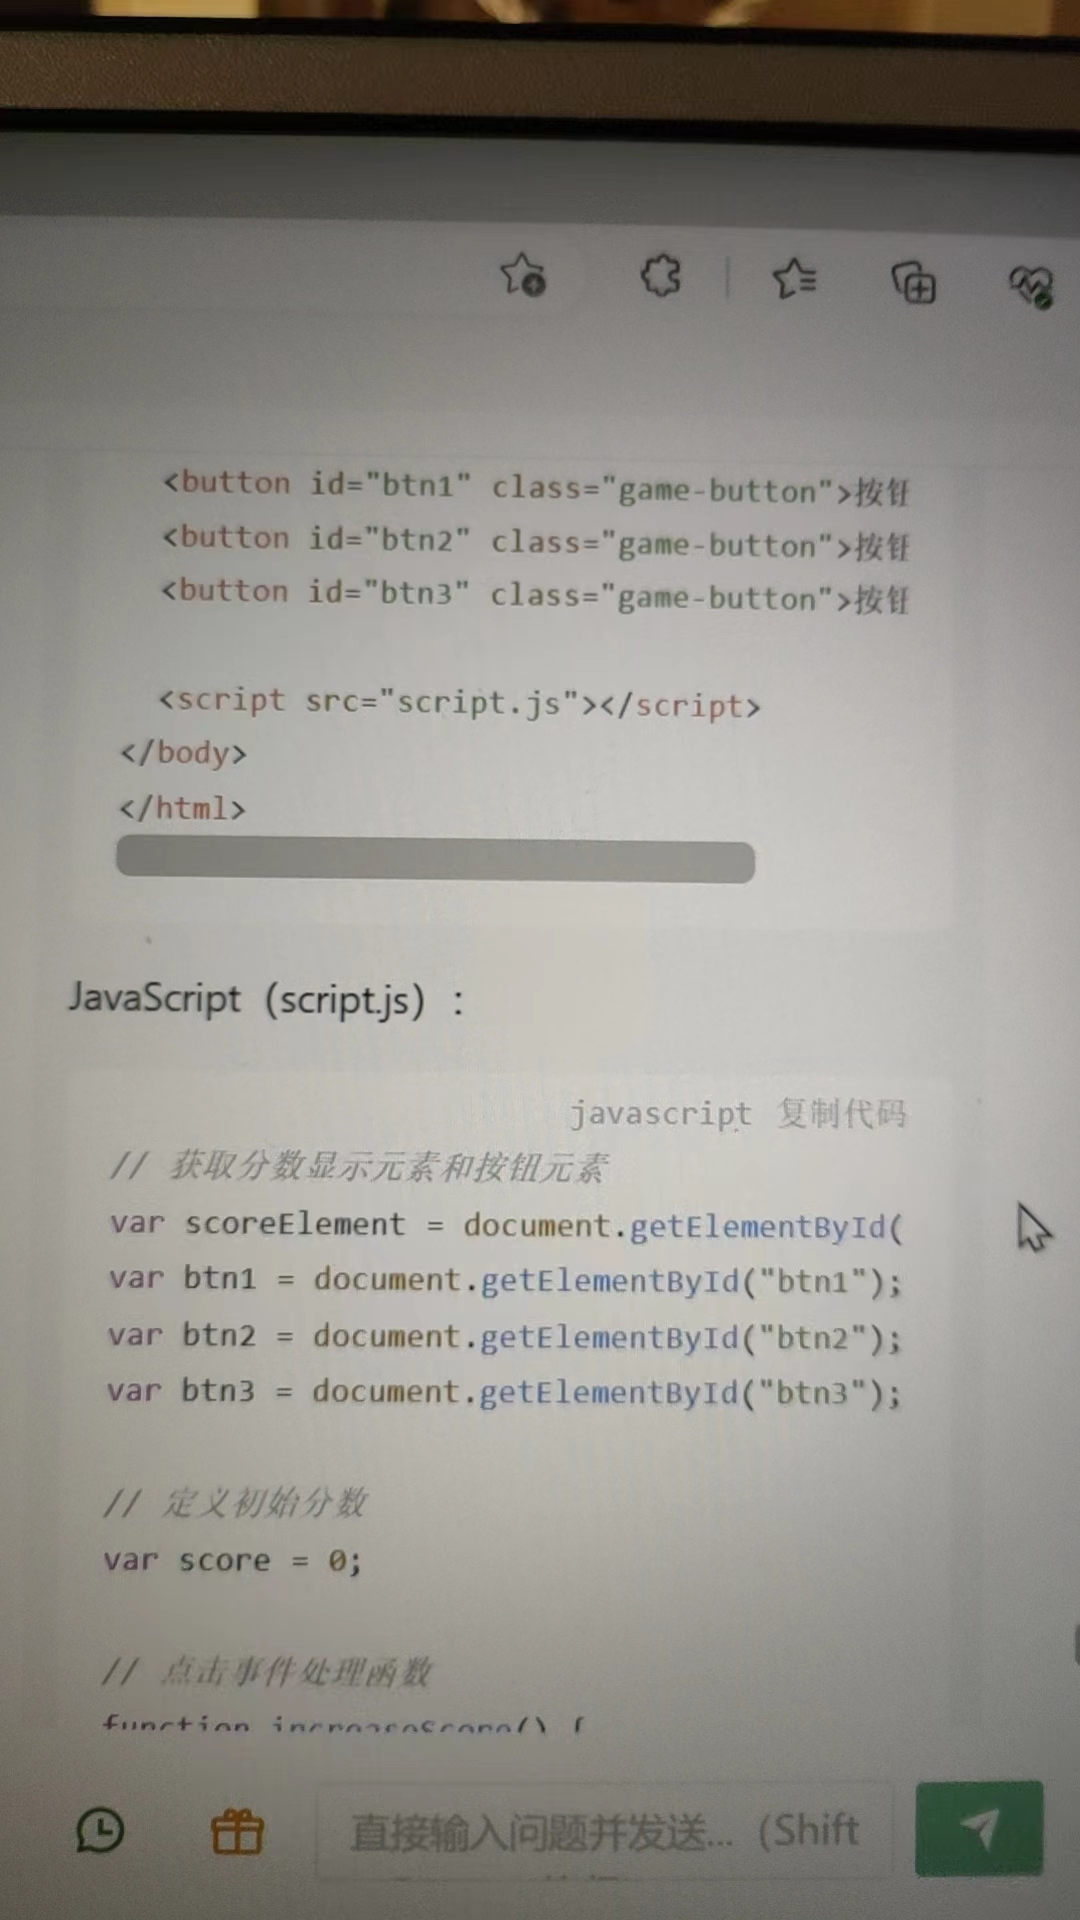 <button id="btn1" class="game-button">按钮
<button id="btn2" class="game-button">按钮
<button id="btn3" class="game-button">按钮
<script src="script.js"></script>
</body>
</html>
JavaScript（script.js）：
javascript 复制代码
// 获取分数显示元素和按钮元素
var scoreElement = document.getElementById(
var btn1 = document.getElementById("btn1");
var btn2 = document.getElementById("btn2");
var btn3 = document.getElementById("btn3");
// 定义初始分数
var score = 0;
// 点击事件处理函数
function increaseScore() {
直接输入问题并发送...（Shift